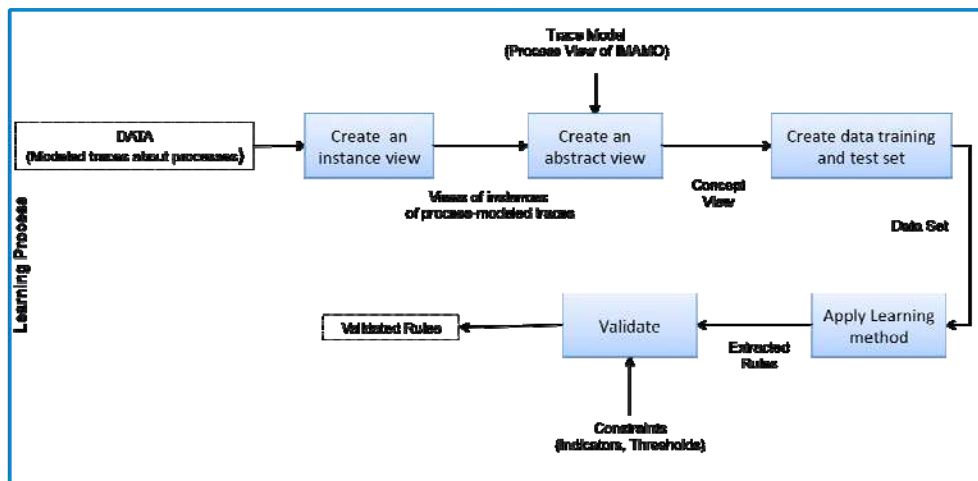 Trace Model
(Process View of IMAMO)
DATA
(Modeled traces about processes)
Create an
instance view
Create an
abstract view
Create data training
and test set
Views of instances
of process-modeled traces
Concept
View
Data Set
Learning Process
Validated Rules
Validate
Extracted
Rules
Apply Learning
method
Constraints
(Indicators, Thresholds)